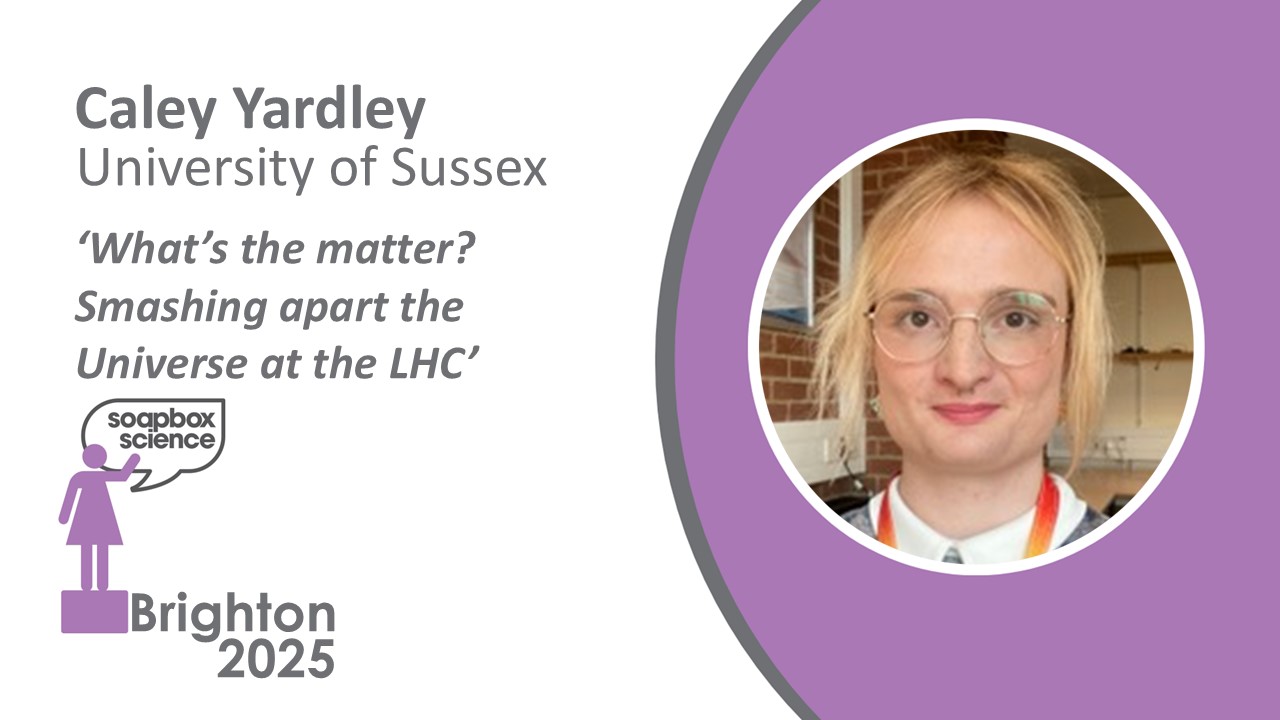 Caley Yardley
University of Sussex
‘What’s the matter?
Smashing apart the
Universe at the LHC’
soapbox
science
Brighton
2025